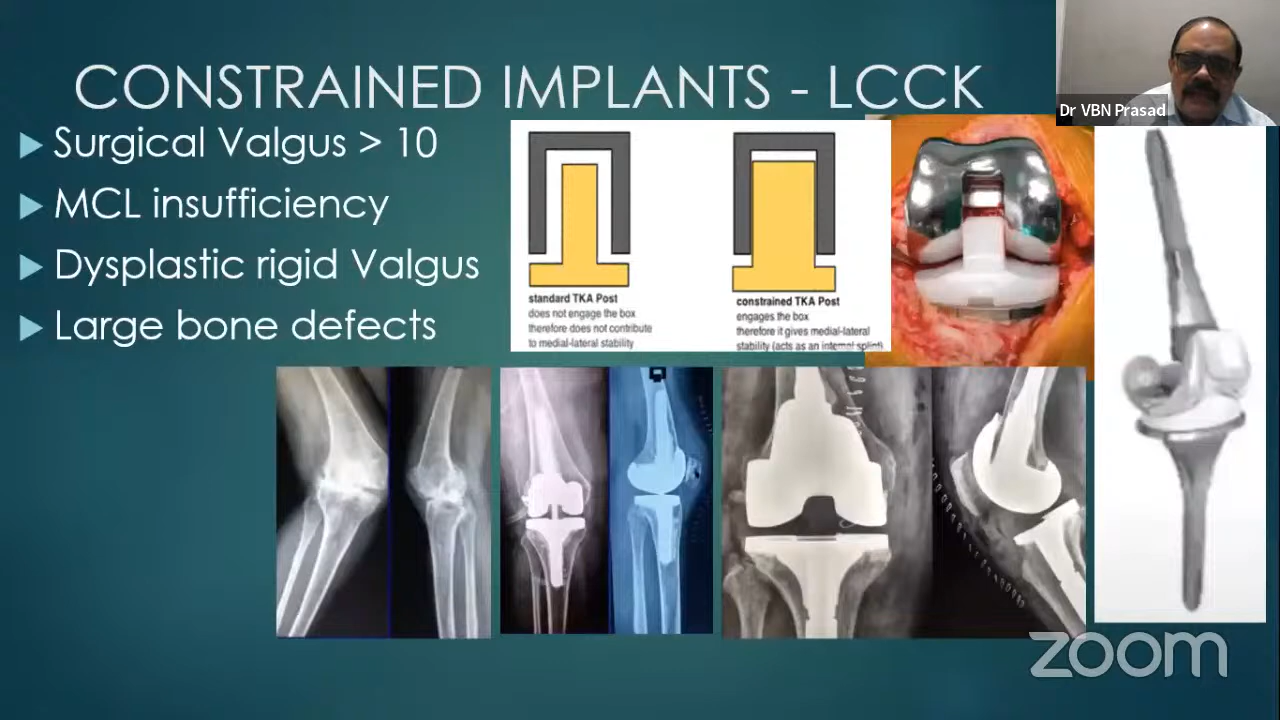 CONSTRAINED IMPLANTS - LCCK
Dr VBN Prasad
Surgical Valgus > 10
MCL insufficiency
Dysplastic rigid Valgus
Large bone defects
standard TKA Post
does not engage the box
therefore does not contribute
to medial-lateral stability
constrained TKA Post
engages the box
therefore it gives medial-lateral
stability (acts as an internal splint)
zoom